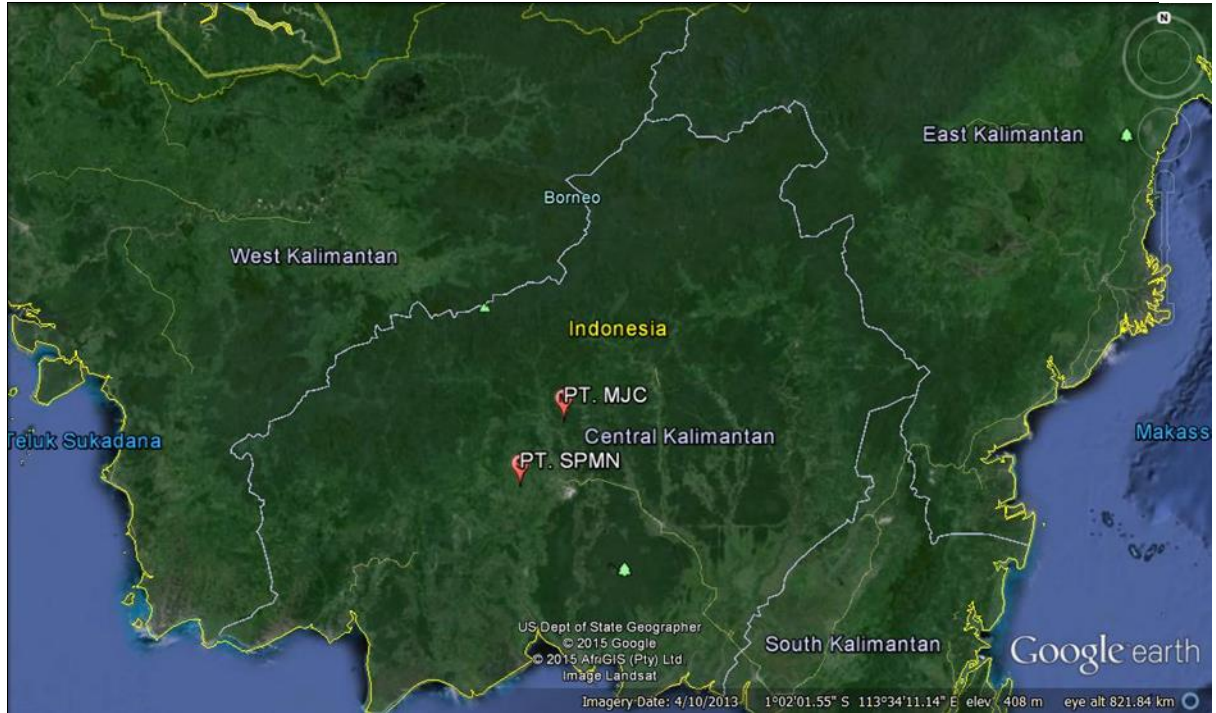 N
East Kalimantan
Borneo
West Kalimantan
Indonesia
PT. MJC
Teluk Sukadana
Central Kalimantan
Makass
PT. SPMN
US Dept of State Geographer
© 2015 Google
© 2015 AfriGIS (Pty) Ltd
Image Landsat
South Kalimantan
Google earth
Imagery Date: 4/10/2013 1°02'01.55" S 113°34'11.14" E elev 408 m eye alt 821.84 km